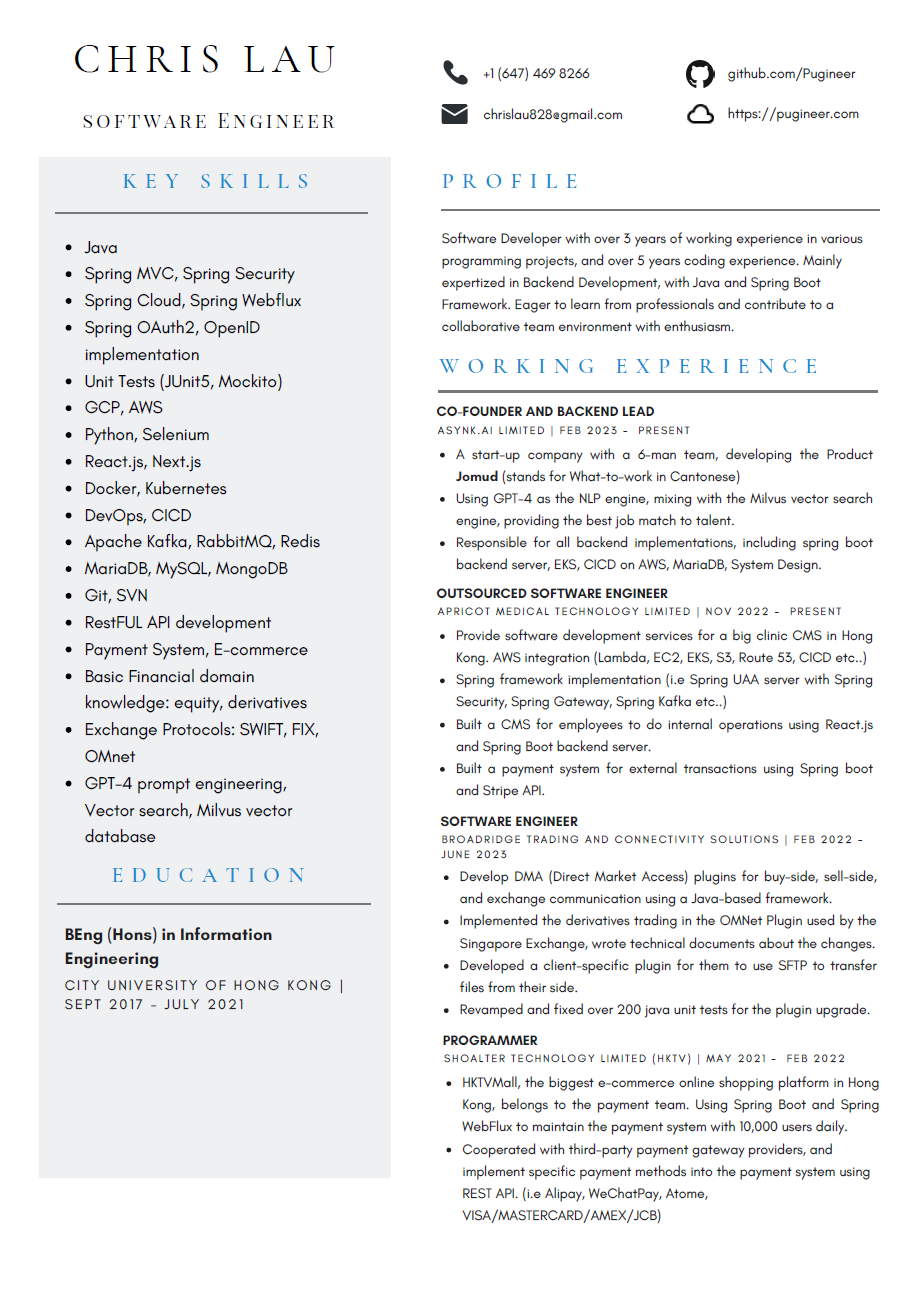 CHRIS LAU
SOFTWARE ENGINEER
+1 (647) 469 8266
github.com/Pugineer
chrislau828@gmail.com
https://pugineer.com
KEY SKILLS
Java
Spring MVC, Spring Security
Spring Cloud, Spring Webflux
Spring OAuth2, OpenID
implementation
Unit Tests (JUnit5, Mockito)
GCP, AWS
Python, Selenium
React.js, Next.js
Docker, Kubernetes
DevOps, CICD
Apache Kafka, RabbitMQ, Redis
MariaDB, MySQL, MongoDB
Git, SVN
RestFUL API development
Payment System, E-commerce
Basic Financial domain
knowledge: equity, derivatives
Exchange Protocols: SWIFT, FIX,
OMnet
GPT-4 prompt engineering,
Vector search, Milvus vector
database
EDUCATION
BEng (Hons) in Information
Engineering
CITY UNIVERSITY OF HONG KONG |
SEPT 2017 - JULY 2021
PROFILE
Software Developer with over 3 years of working experience in various
programming projects, and over 5 years coding experience. Mainly
expertized in Backend Development, with Java and Spring Boot
Framework. Eager to learn from professionals and contribute to a
collaborative team environment with enthusiasm.
WORKING EXPERIENCE
CO-FOUNDER AND BACKEND LEAD
ASYNK.AI LIMITED | FEB 2023 - PRESENT
A start-up company with a 6-man team, developing the Product
Jomud (stands for What-to-work in Cantonese)
Using GPT-4 as the NLP engine, mixing with the Milvus vector search
engine, providing the best job match to talent.
Responsible for all backend implementations, including spring boot
backend server, EKS, CICD on AWS, MariaDB, System Design.
OUTSOURCED SOFTWARE ENGINEER
APRICOT MEDICAL TECHNOLOGY LIMITED | NOV 2022 - PRESENT
Provide software development services for a big clinic CMS in Hong
Kong. AWS integration (Lambda, EC2, EKS, S3, Route 53, CICD etc..)
Spring framework implementation (i.e Spring UAA server with Spring
Security, Spring Gateway, Spring Kafka etc..)
Built a CMS for employees to do internal operations using React.js
and Spring Boot backend server.
Built a payment system for external transactions using Spring boot
and Stripe API.
SOFTWARE ENGINEER
BROADRIDGE TRADING AND CONNECTIVITY SOLUTIONS | FEB 2022 -
JUNE 2023
Develop DMA (Direct Market Access) plugins for buy-side, sell-side,
and exchange communication using a Java-based framework.
Implemented the derivatives trading in the OMNet Plugin used by the
Singapore Exchange, wrote technical documents about the changes.
Developed a client-specific plugin for them to use SFTP to transfer
files from their side.
Revamped and fixed over 200 java unit tests for the plugin upgrade.
PROGRAMMER
SHOALTER TECHNOLOGY LIMITED (HKTV) | MAY 2021 - FEB 2022
HKTVMall, the biggest e-commerce online shopping platform in Hong
Kong, belongs to the payment team. Using Spring Boot and Spring
WebFlux to maintain the payment system with 10,000 users daily.
Cooperated with third-party payment gateway providers, and
implement specific payment methods into the payment system using
REST API. (i.e Alipay, WeChatPay, Atome,
VISA/MASTERCARD/AMEX/JCB)